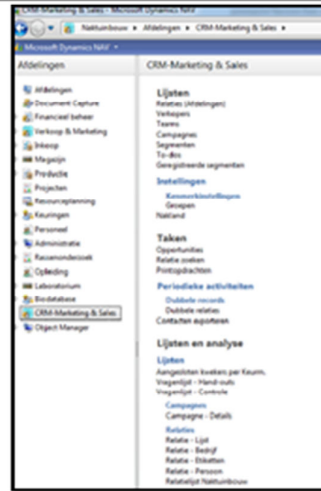 CRM-Marketing & Sales - Microsoft Dynamics NAV
Naktuinbouw Afdelingen CRM-Marketing & Sales
Microsoft Dynamics NAV
Afdelingen
Afdelingen
Document Capture
Financieel beheer
Verkoop & Marketing
Inkoop
Magazijn
Productie
Projecten
Resourceplanning
Keuringen
Personeel
Administratie
Rassenonderzoek
Opleiding
Laboratorium
Biodatabase
CRM-Marketing & Sales
Object Manager
CRM-Marketing & Sales
Lijsten
Relaties (Afdelingen)
Verkopers
Teams
Campagnes
Segmenten
To-dos
Geregistreerde segmenten
Instellingen
Kenmerkinstellingen
Groepen
Nakland
Taken
Opportunities
Relatie zoeken
Printopdrachten
Periodieke activiteiten
Dubbele records
Dubbele relaties
Contacten exporteren
Lijsten en analyse
Lijsten
Aangesloten kwekers per Keurm.
Vragenlijst - Hand-outs
Vragenlijst - Controle
Campagnes
Campagne - Details
Relaties
Relatie - Lijst
Relatie - Bedrijf
Relatie - Etiketten
Relatie - Persoon
Relatielijst Naktuinbouw